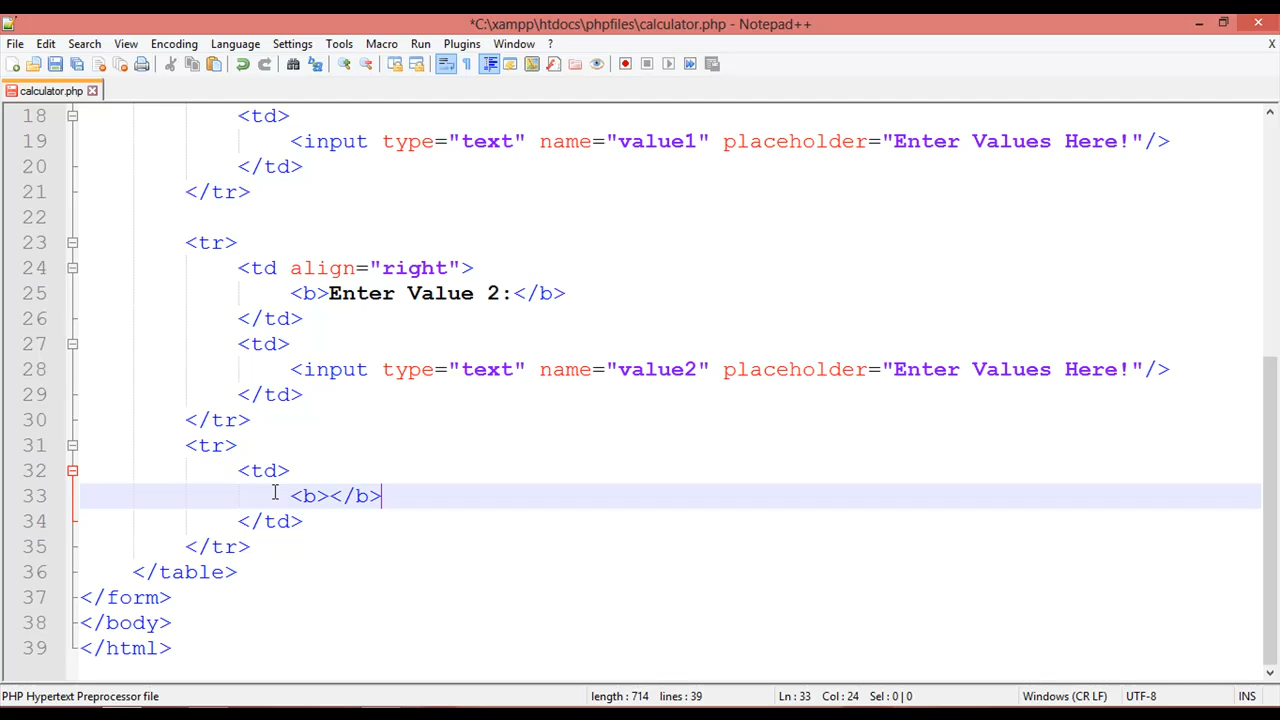 *C:\xampp\htdocs\phpfiles\calculator.php - Notepad++
File Edit Search View Encoding Language Settings Tools Macro Run Plugins Window ? X
calculator.php
18 <td>
19 <input type="text" name="value1" placeholder="Enter Values Here!"/>
20 </td>
21 </tr>
22
23 <tr>
24 <td align="right">
25 <b>Enter Value 2:</b>
26 </td>
27 <td>
28 <input type="text" name="value2" placeholder="Enter Values Here!"/>
29 </td>
30 </tr>
31 <tr>
32 <td>
33 <b></b>
34 </td>
35 </tr>
36 </table>
37 </form>
38 </body>
39 </html>
PHP Hypertext Preprocessor file length : 714 lines : 39 Ln : 33 Col : 24 Sel : 0 | 0 Windows (CR LF) UTF-8 INS